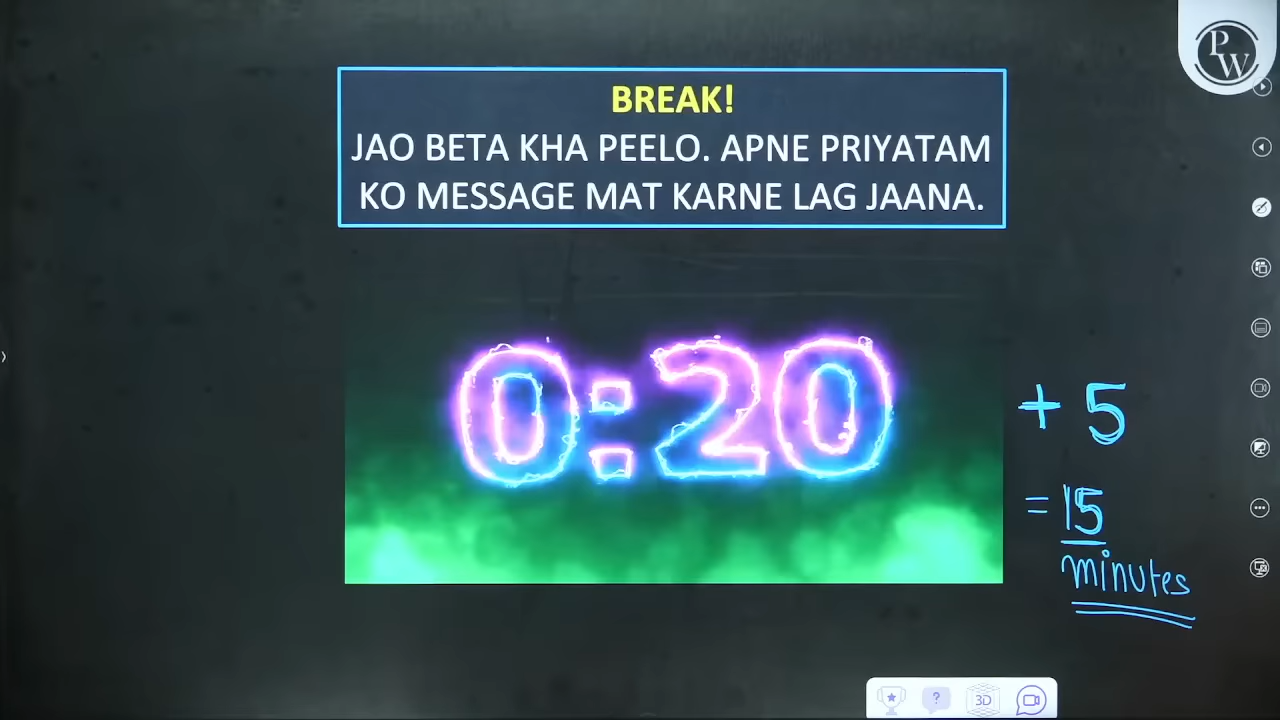 BREAK!
JAO BETA KHA PEELO. APNE PRIYATAM
KO MESSAGE MAT KARNE LAG JAANA.
0:20
+ 5
= 15
minutes
PW
?
3D